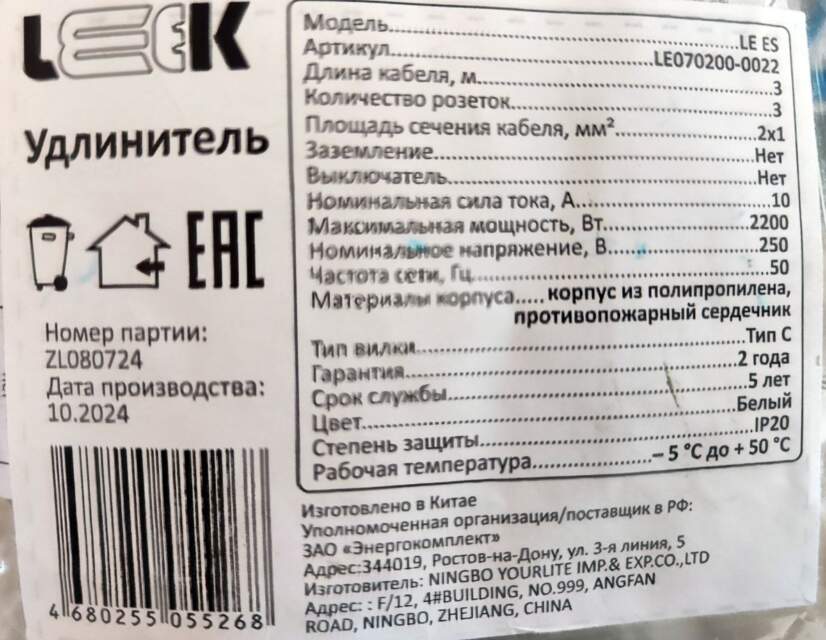 LEEK
Удлинитель
EAC
Номер партии:
ZL080724
Дата производства:
10.2024
4 680255 055268
Модель..................LE ES
Артикул..................LE070200-0022
Длина кабеля, м..................3
Количество розеток..................3
Площадь сечения кабеля, мм²..................2x1
Заземление..................Нет
Выключатель..................Нет
Номинальная сила тока, А..................10
Максимальная мощность, Вт..................2200
Номинальное напряжение, В..................250
Частота сети, Гц..................50
Материалы корпуса.....корпус из полипропилена,
противопожарный сердечник
Тип вилки..................Тип С
Гарантия..................2 года
Срок службы..................5 лет
Цвет..................Белый
Степень защиты..................IP20
Рабочая температура..................– 5 °С до + 50 °С
Изготовлено в Китае
Уполномоченная организация/поставщик в РФ:
ЗАО «Энергокомплект»
Адрес:344019, Ростов-на-Дону, ул. 3-я линия, 5
Изготовитель: NINGBO YOURLITE IMP.& EXP.CO.,LTD
Адрес: : F/12, 4#BUILDING, NO.999, ANGFAN
ROAD, NINGBO, ZHEJIANG, CHINA